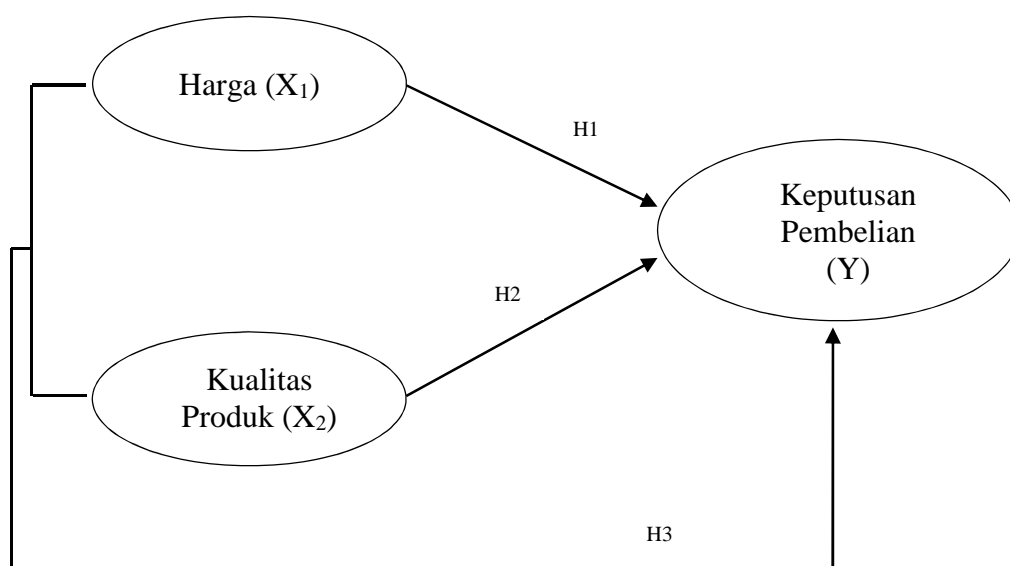 Harga (X₁)
H1
Keputusan
Pembelian
(Y)
H2
Kualitas
Produk (X₂)
H3